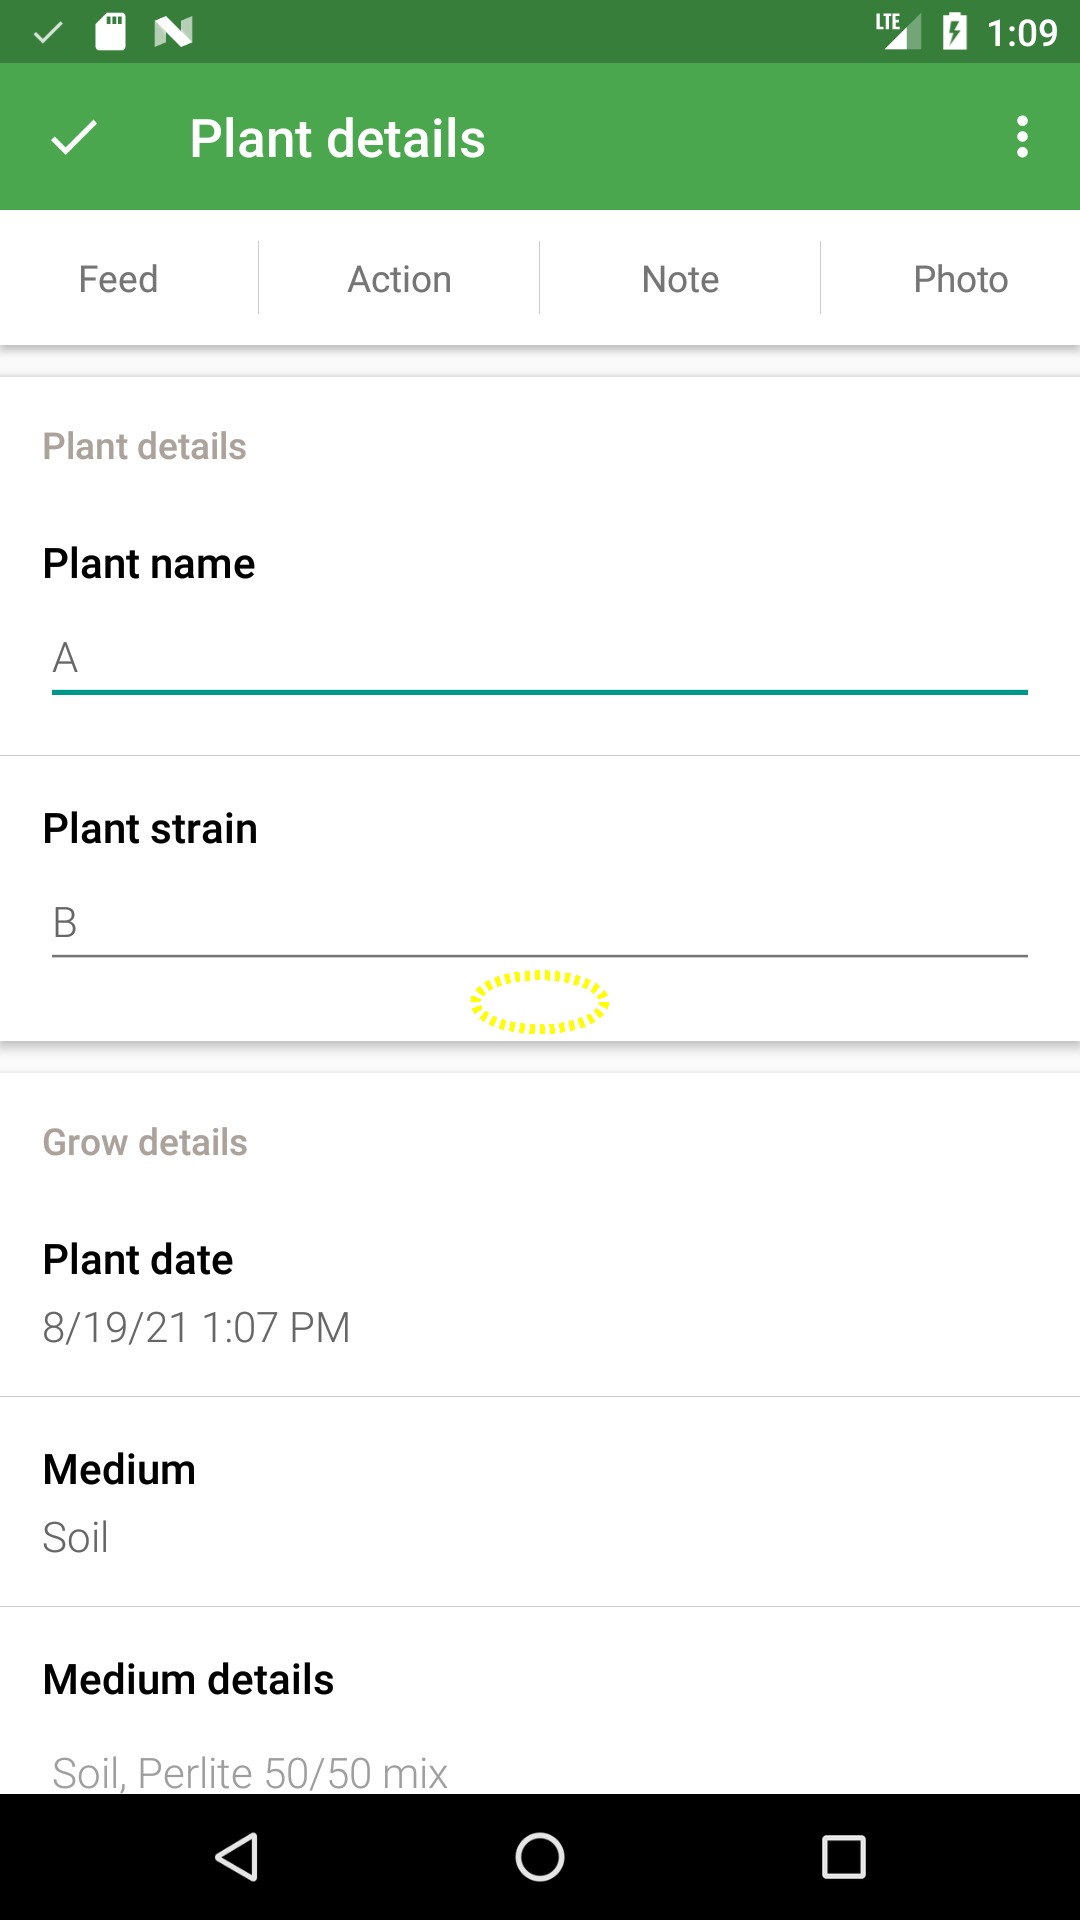 LTE 1:09
Plant details
Feed Action Note Photo
Plant details
Plant name
A
Plant strain
B
Grow details
Plant date
8/19/21 1:07 PM
Medium
Soil
Medium details
Soil, Perlite 50/50 mix